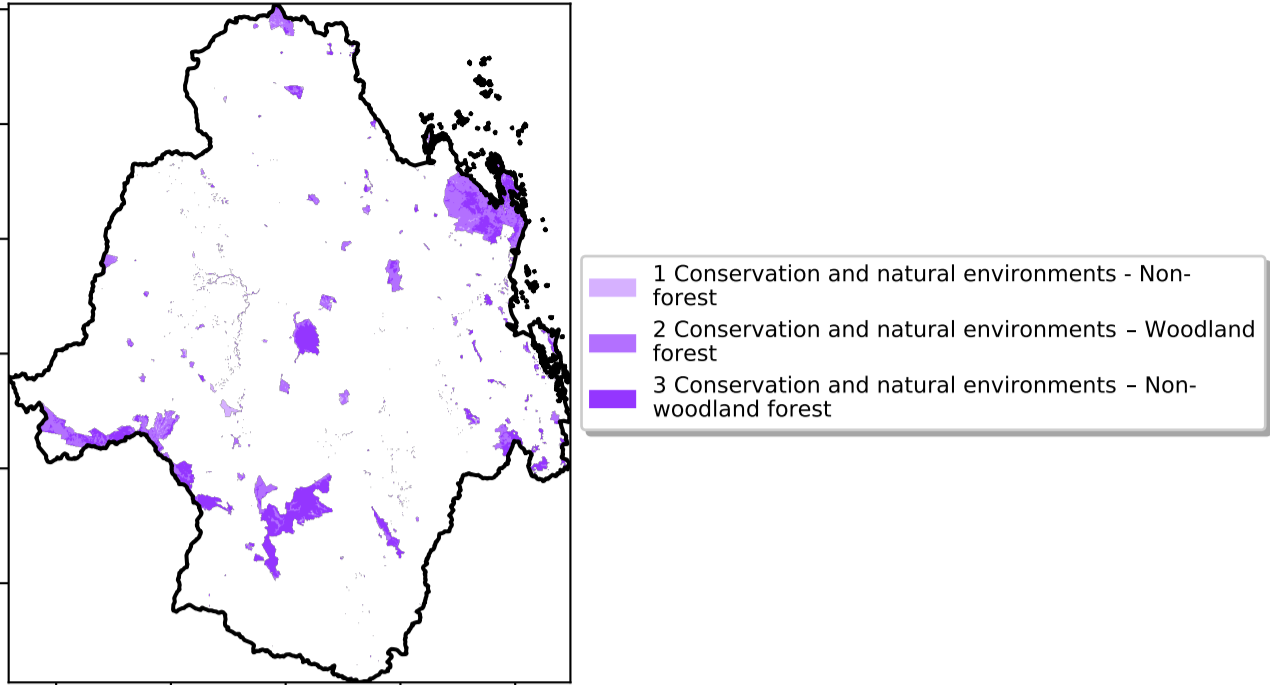 1 Conservation and natural environments - Non-
forest
2 Conservation and natural environments – Woodland
forest
3 Conservation and natural environments – Non-
woodland forest